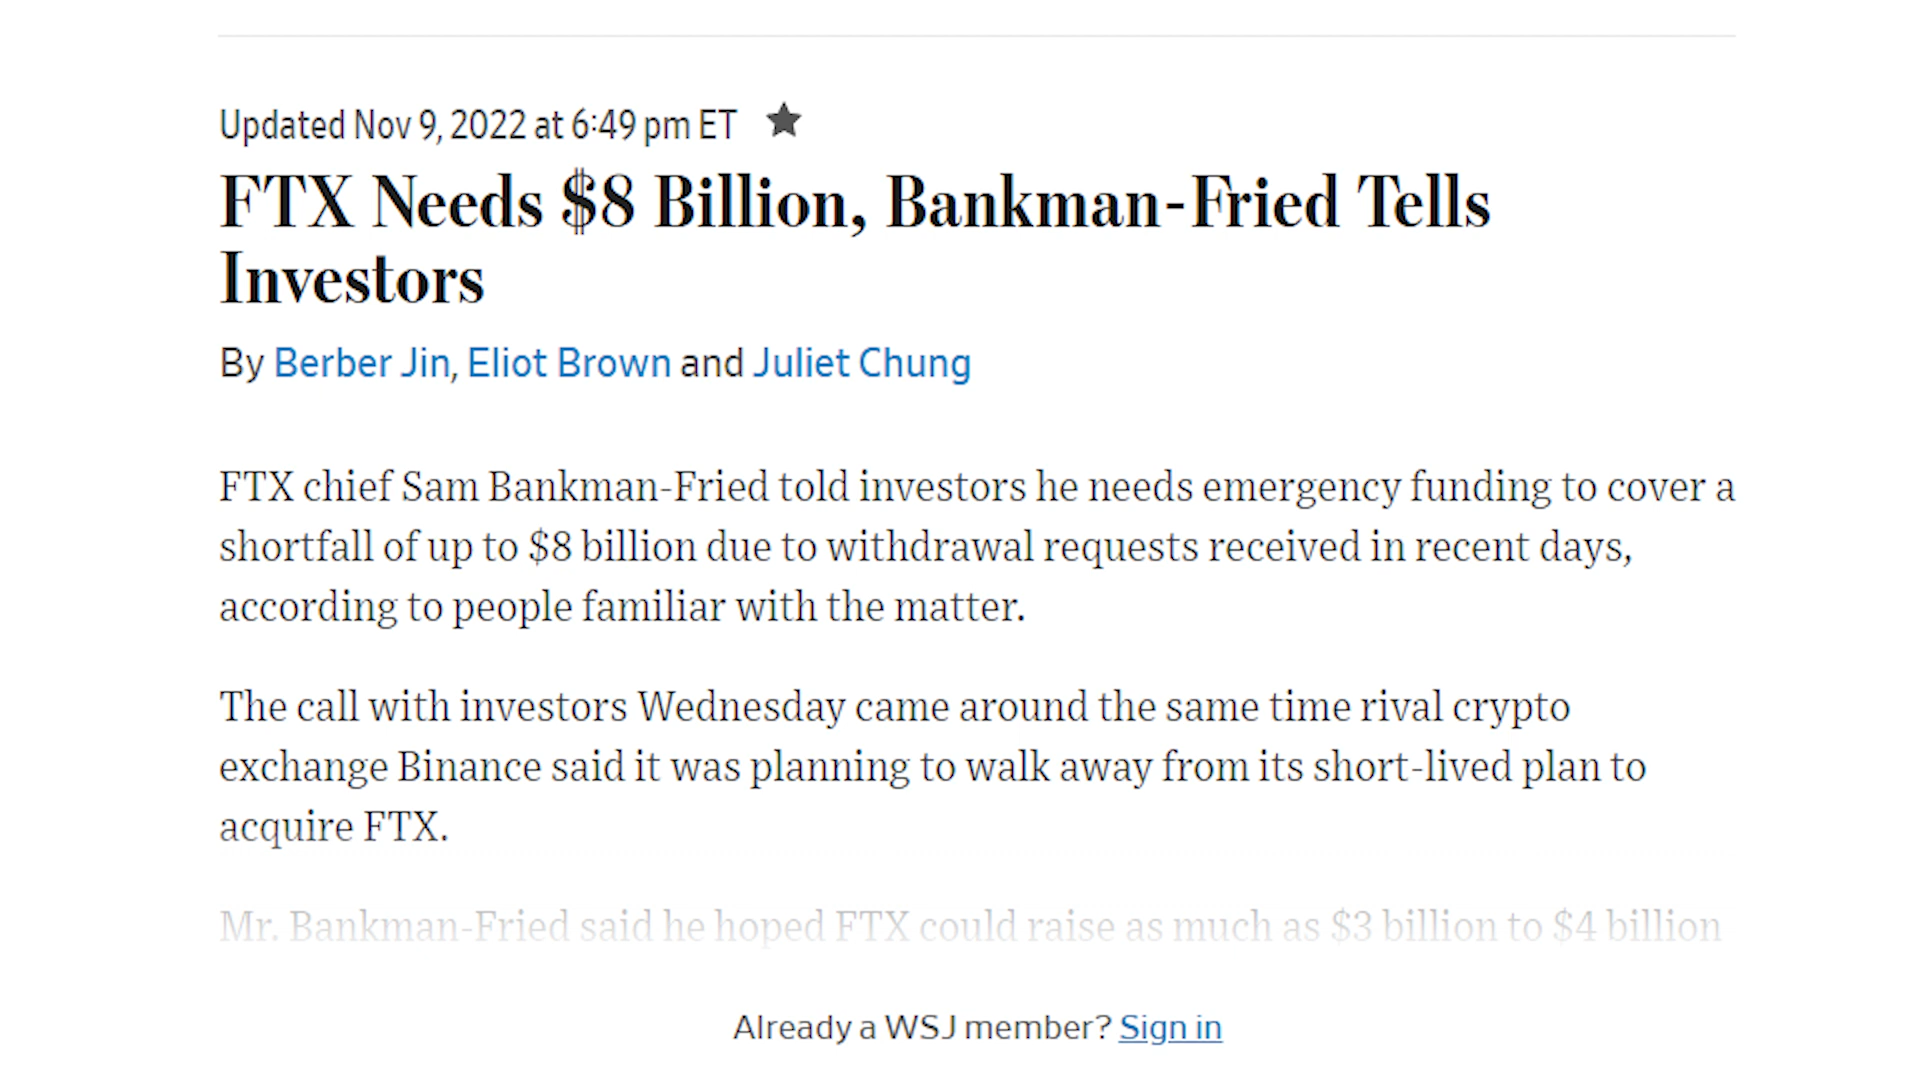 Updated Nov 9, 2022 at 6:49 pm ET
FTX Needs $8 Billion, Bankman-Fried Tells
Investors
By Berber Jin, Eliot Brown and Juliet Chung
FTX chief Sam Bankman-Fried told investors he needs emergency funding to cover a
shortfall of up to $8 billion due to withdrawal requests received in recent days,
according to people familiar with the matter.
The call with investors Wednesday came around the same time rival crypto
exchange Binance said it was planning to walk away from its short-lived plan to
acquire FTX.
Mr. Bankman-Fried said he hoped FTX could raise as much as $3 billion to $4 billion
Already a WSJ member? Sign in